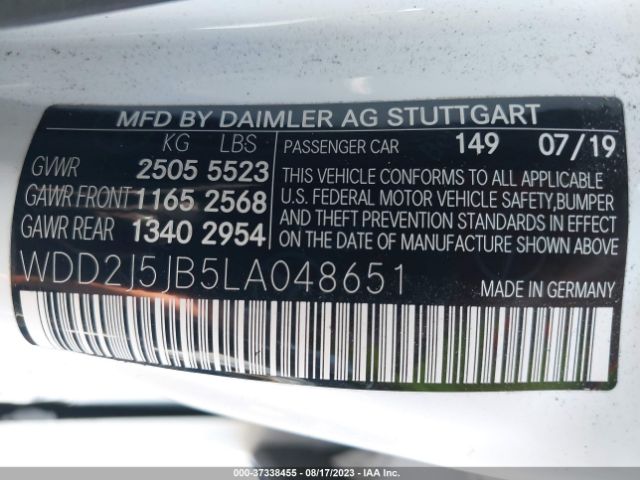 MFD BY DAIMLER AG STUTTGART
KG LBS
GVWR 2505 5523
GAWR FRONT 1165 2568
GAWR REAR 1340 2954
PASSENGER CAR 149 07/19
THIS VEHICLE CONFORMS TO ALL APPLICABLE
U.S. FEDERAL MOTOR VEHICLE SAFETY,BUMPER
AND THEFT PREVENTION STANDARDS IN EFFECT
ON THE DATE OF MANUFACTURE SHOWN ABOVE.
WDD2J5JB5LA048651
MADE IN GERMANY
000-37338455 - 08/17/2023 - IAA Inc.